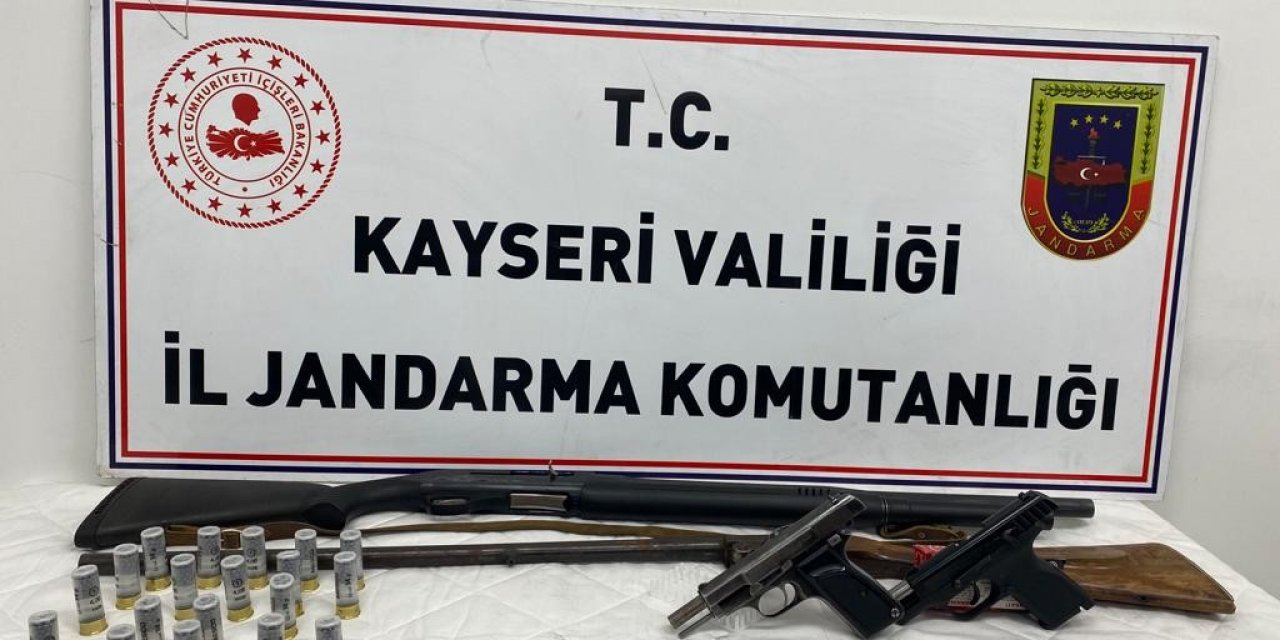 TÜRKİYE CUMHURİYETİ İÇİŞLERİ BAKANLIĞI
T.C.
KAYSERİ VALİLİĞİ
İL JANDARMA KOMUTANLIĞI
JANDARMA